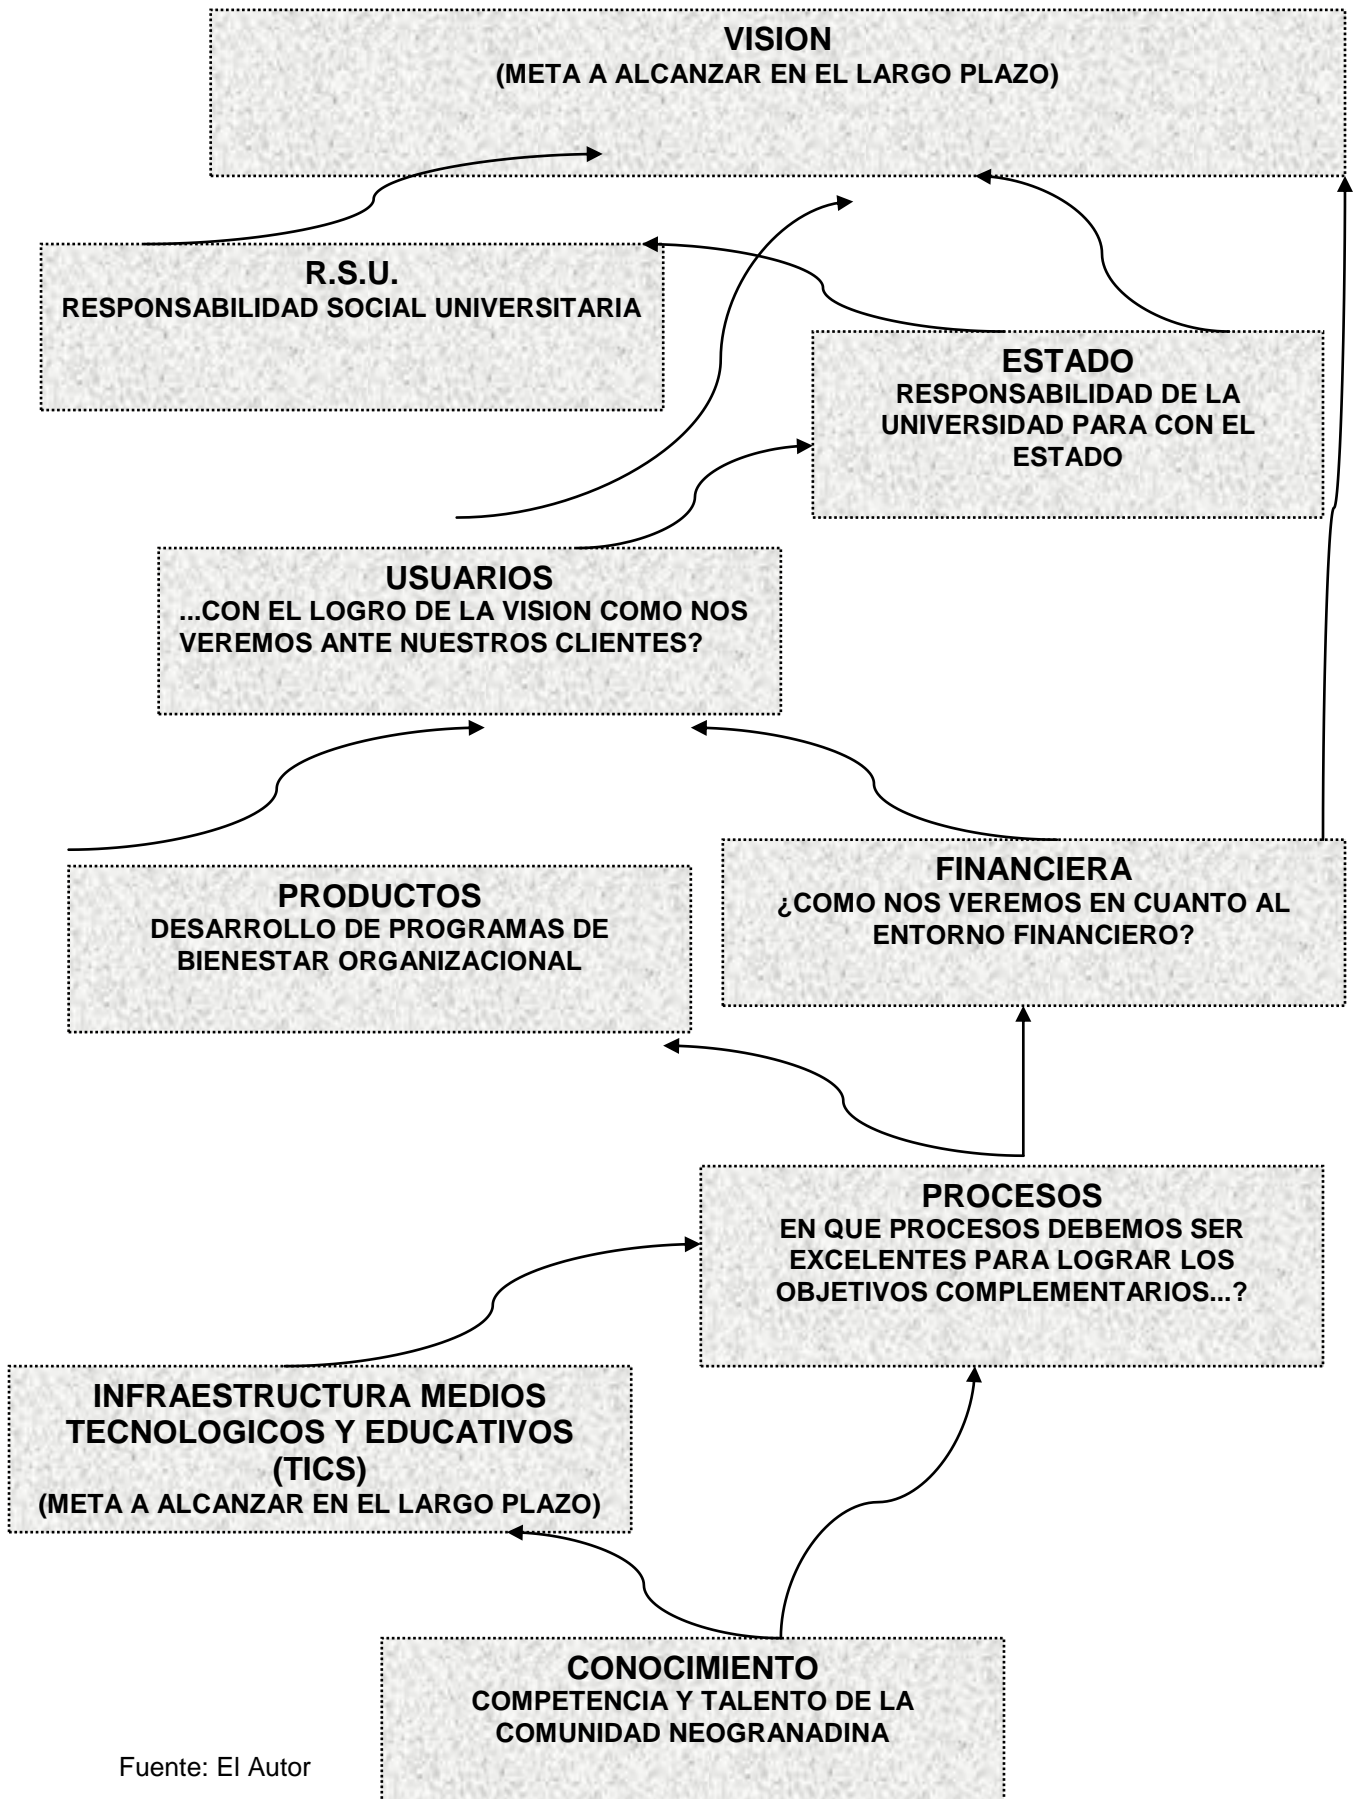 VISION
(META A ALCANZAR EN EL LARGO PLAZO)
R.S.U.
RESPONSABILIDAD SOCIAL UNIVERSITARIA
ESTADO
RESPONSABILIDAD DE LA
UNIVERSIDAD PARA CON EL
ESTADO
USUARIOS
...CON EL LOGRO DE LA VISION COMO NOS
VEREMOS ANTE NUESTROS CLIENTES?
PRODUCTOS
DESARROLLO DE PROGRAMAS DE
BIENESTAR ORGANIZACIONAL
FINANCIERA
¿COMO NOS VEREMOS EN CUANTO AL
ENTORNO FINANCIERO?
PROCESOS
EN QUE PROCESOS DEBEMOS SER
EXCELENTES PARA LOGRAR LOS
OBJETIVOS COMPLEMENTARIOS...?
INFRAESTRUCTURA MEDIOS
TECNOLOGICOS Y EDUCATIVOS
(TICS)
(META A ALCANZAR EN EL LARGO PLAZO)
CONOCIMIENTO
COMPETENCIA Y TALENTO DE LA
COMUNIDAD NEOGRANADINA
Fuente: El Autor